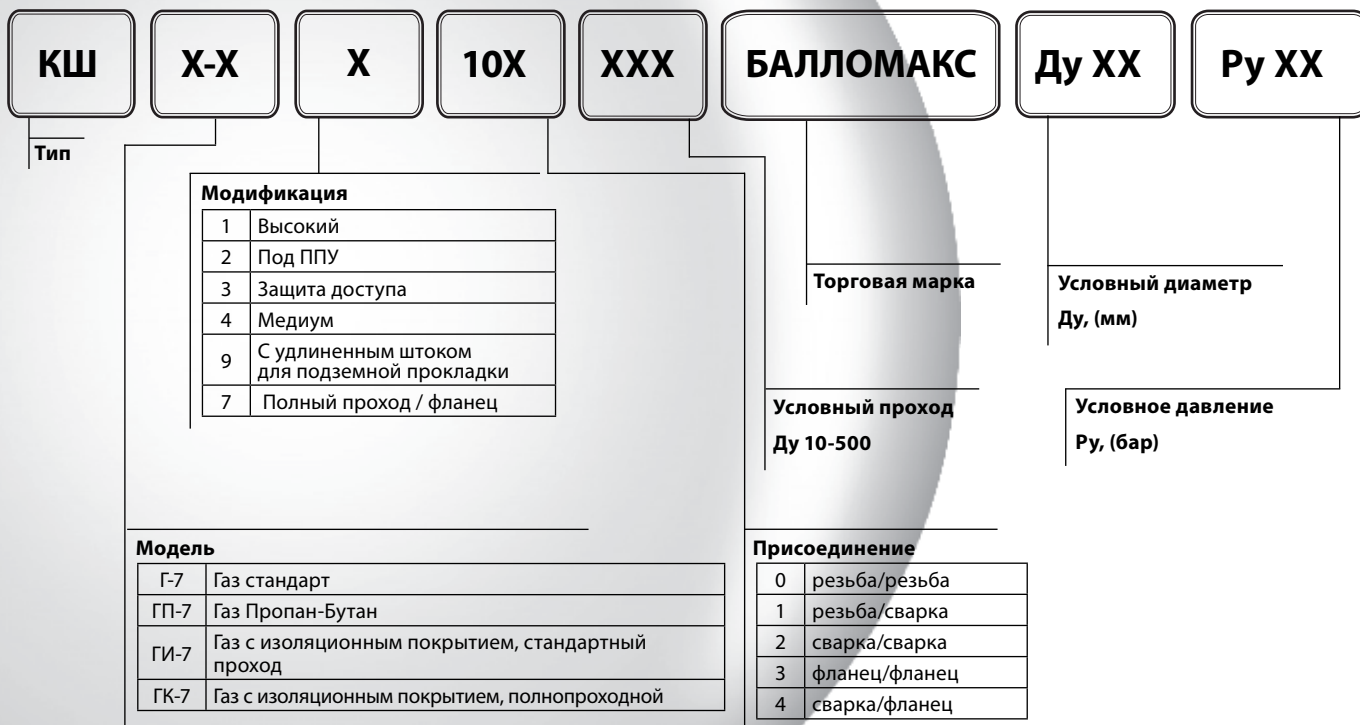 КШ Х-Х Х 10Х ХХХ БАЛЛОМАКС Ду ХХ Ру ХХ
Тип
Модификация
1 Высокий
2 Под ППУ
3 Защита доступа
4 Медиум
9 С удлиненным штоком
для подземной прокладки
7 Полный проход / фланец
Торговая марка
Условный диаметр
Ду, (мм)
Условный проход
Ду 10-500
Условное давление
Ру, (бар)
Модель
Г-7 Газ стандарт
ГП-7 Газ Пропан-Бутан
ГИ-7 Газ с изоляционным покрытием, стандартный
проход
ГК-7 Газ с изоляционным покрытием, полнопроходной
Присоединение
0 резьба/резьба
1 резьба/сварка
2 сварка/сварка
3 фланец/фланец
4 сварка/фланец